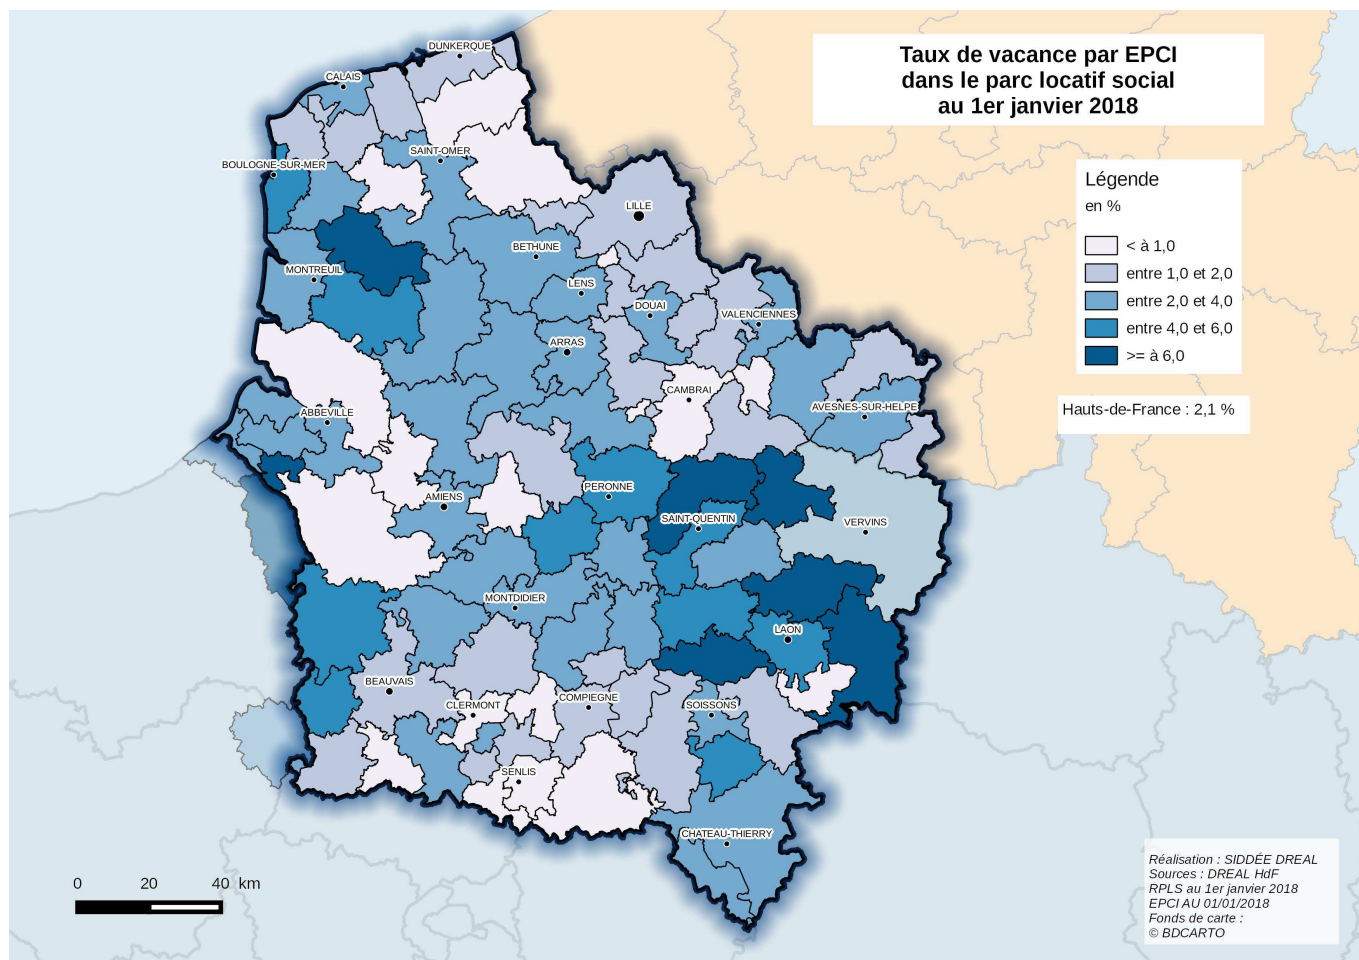 Taux de vacance par EPCI
dans le parc locatif social
au 1er janvier 2018
Légende
en %
< à 1,0
entre 1,0 et 2,0
entre 2,0 et 4,0
entre 4,0 et 6,0
>= à 6,0
Hauts-de-France : 2,1 %
DUNKERQUE
CALAIS
SAINT-OMER
BOULOGNE-SUR-MER
LILLE
BETHUNE
MONTREUIL
LENS
DOUAI
VALENCIENNES
ARRAS
CAMBRAI
AVESNES-SUR-HELPE
ABBEVILLE
PERONNE
AMIENS
SAINT-QUENTIN
VERVINS
MONTDIDIER
LAON
BEAUVAIS
COMPIEGNE
CLERMONT
SOISSONS
SENLIS
CHATEAU-THIERRY
0 20 40 km
Réalisation : SIDDÉE DREAL
Sources : DREAL HdF
RPLS au 1er janvier 2018
EPCI AU 01/01/2018
Fonds de carte :
© BDCARTO